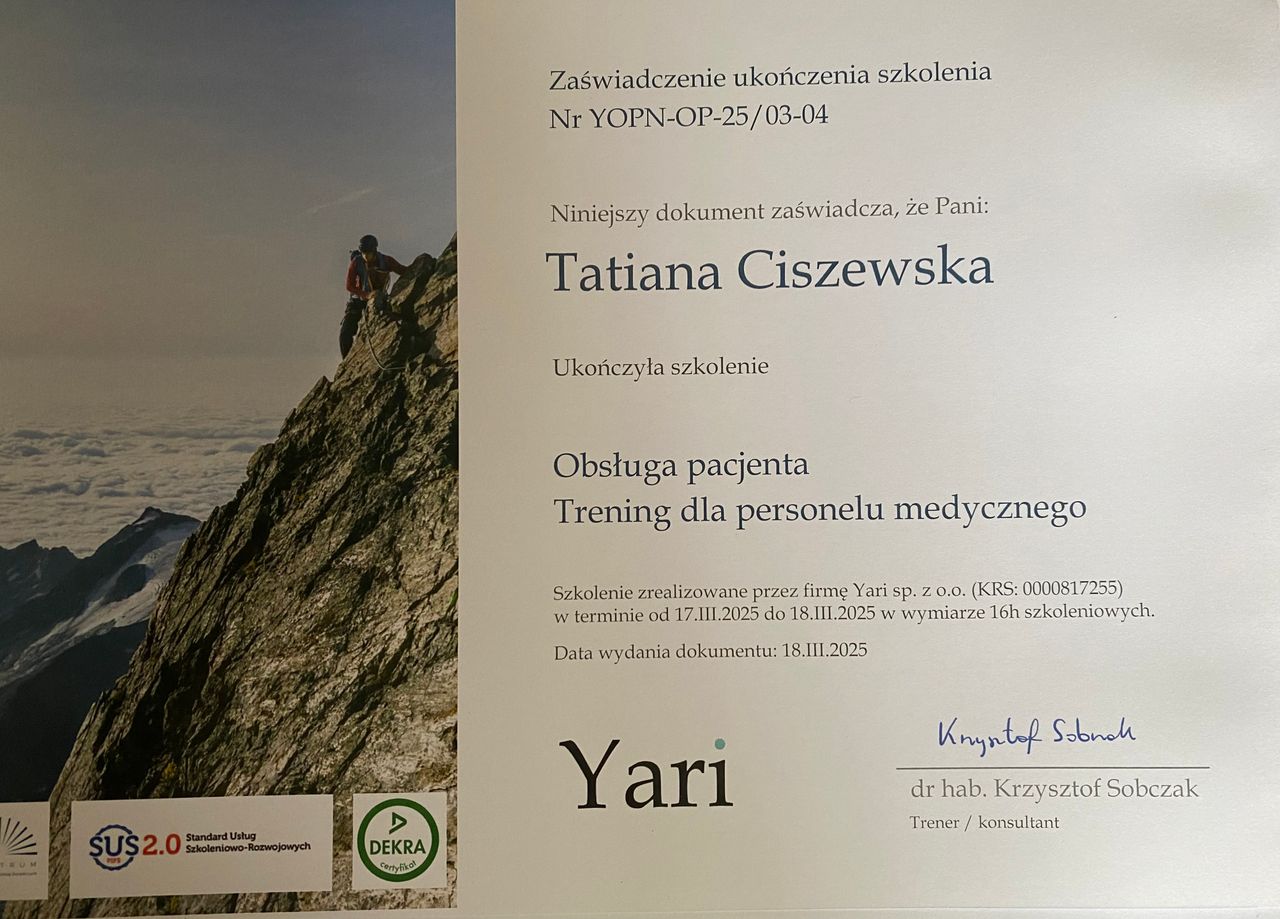 Zaświadczenie ukończenia szkolenia
Nr YOPN-OP-25/03-04
Niniejszy dokument zaświadcza, że Pani:
Tatiana Ciszewska
Ukończyła szkolenie
Obsługa pacjenta
Trening dla personelu medycznego
Szkolenie zrealizowane przez firmę Yari sp. z o.o. (KRS: 0000817255)
w terminie od 17.III.2025 do 18.III.2025 w wymiarze 16h szkoleniowych.
Data wydania dokumentu: 18.III.2025
Yari
Krzysztof Sobczak
dr hab. Krzysztof Sobczak
Trener / konsultant
SUS 2.0
PIFS
Standard Usług
Szkoleniowo-Rozwojowych
DEKRA
certyfikat